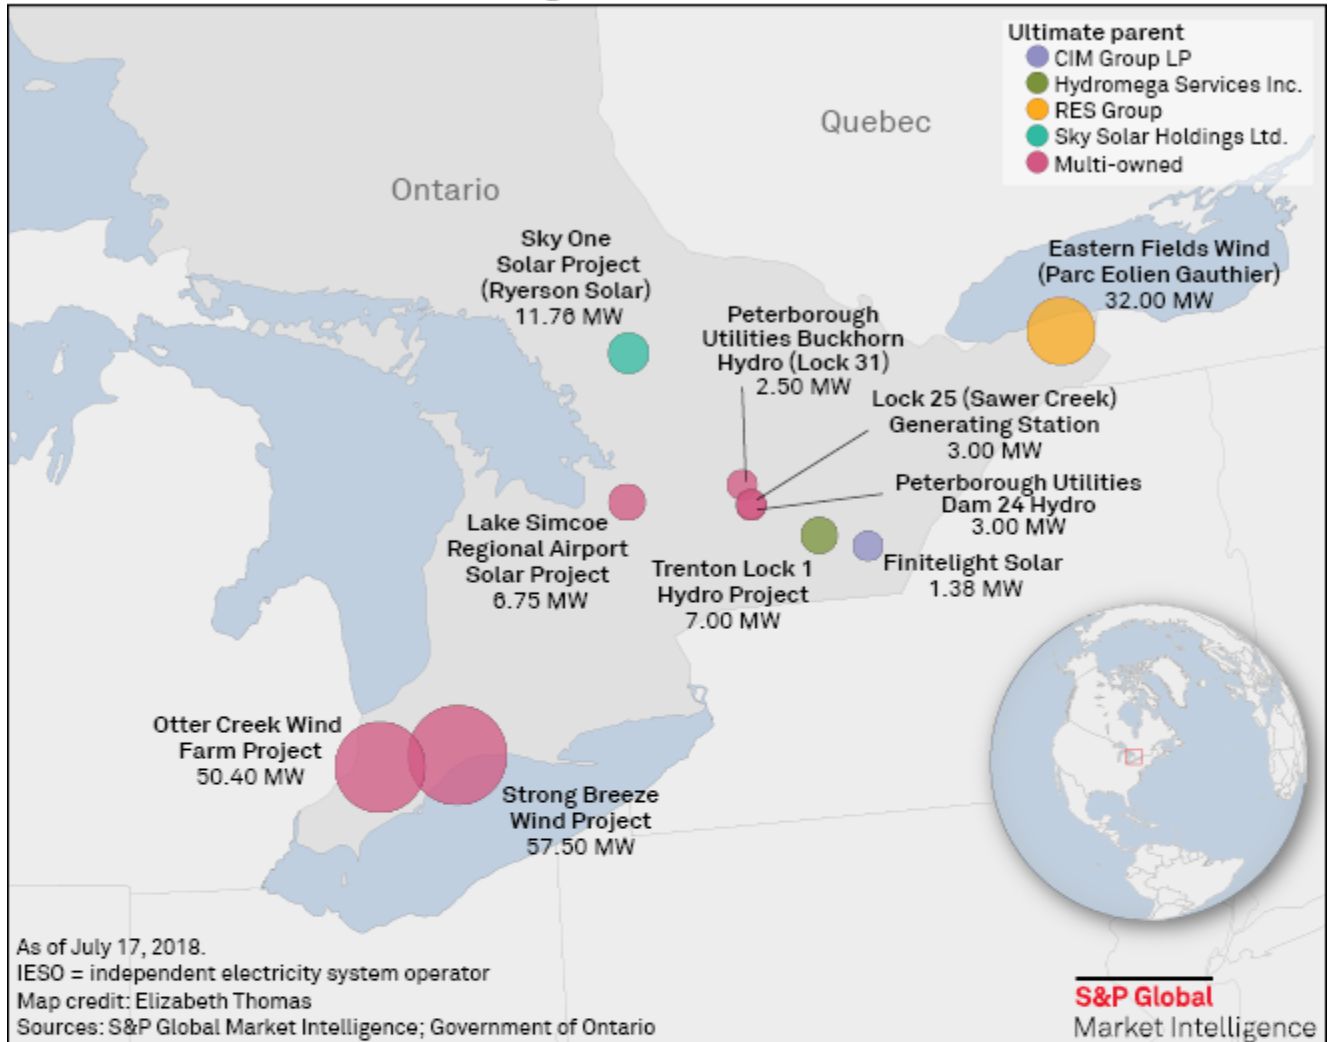 Ultimate parent
CIM Group LP
Hydromega Services Inc.
RES Group
Sky Solar Holdings Ltd.
Multi-owned
Quebec
Ontario
Sky One
Solar Project
(Ryerson Solar)
11.76 MW
Eastern Fields Wind
(Parc Eolien Gauthier)
32.00 MW
Peterborough
Utilities Buckhorn
Hydro (Lock 31)
2.50 MW
Lock 25 (Sawer Creek)
Generating Station
3.00 MW
Peterborough Utilities
Dam 24 Hydro
3.00 MW
Lake Simcoe
Regional Airport
Solar Project
6.75 MW
Trenton Lock 1
Hydro Project
7.00 MW
Finitelight Solar
1.38 MW
Otter Creek Wind
Farm Project
50.40 MW
Strong Breeze
Wind Project
57.50 MW
As of July 17, 2018.
IESO = independent electricity system operator
Map credit: Elizabeth Thomas
Sources: S&P Global Market Intelligence; Government of Ontario
S&P Global
Market Intelligence